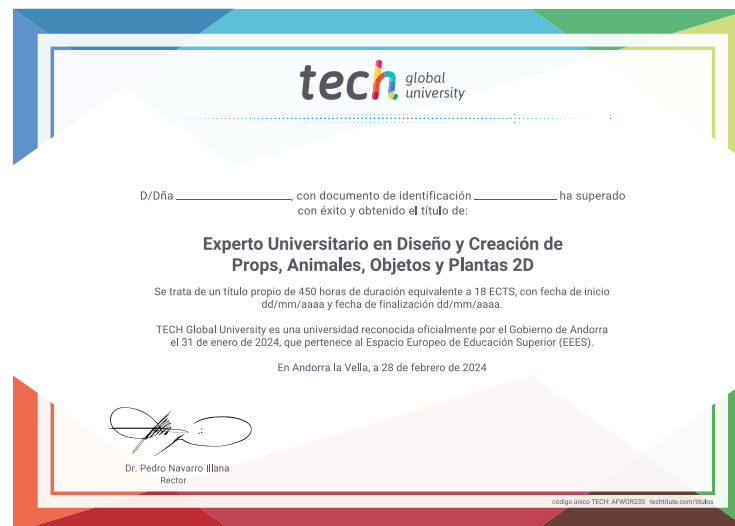 tech global university
D/Dña ____________, con documento de identificación ____________ ha superado
con éxito y obtenido el título de:
Experto Universitario en Diseño y Creación de
Props, Animales, Objetos y Plantas 2D
Se trata de un título propio de 450 horas de duración equivalente a 18 ECTS, con fecha de inicio
dd/mm/aaaa y fecha de finalización dd/mm/aaaa.
TECH Global University es una universidad reconocida oficialmente por el Gobierno de Andorra
el 31 de enero de 2024, que pertenece al Espacio Europeo de Educación Superior (EEES).
En Andorra la Vella, a 28 de febrero de 2024
Dr. Pedro Navarro Illana
Rector
código único TECH: AFWOR23S techtitute.com/titulos